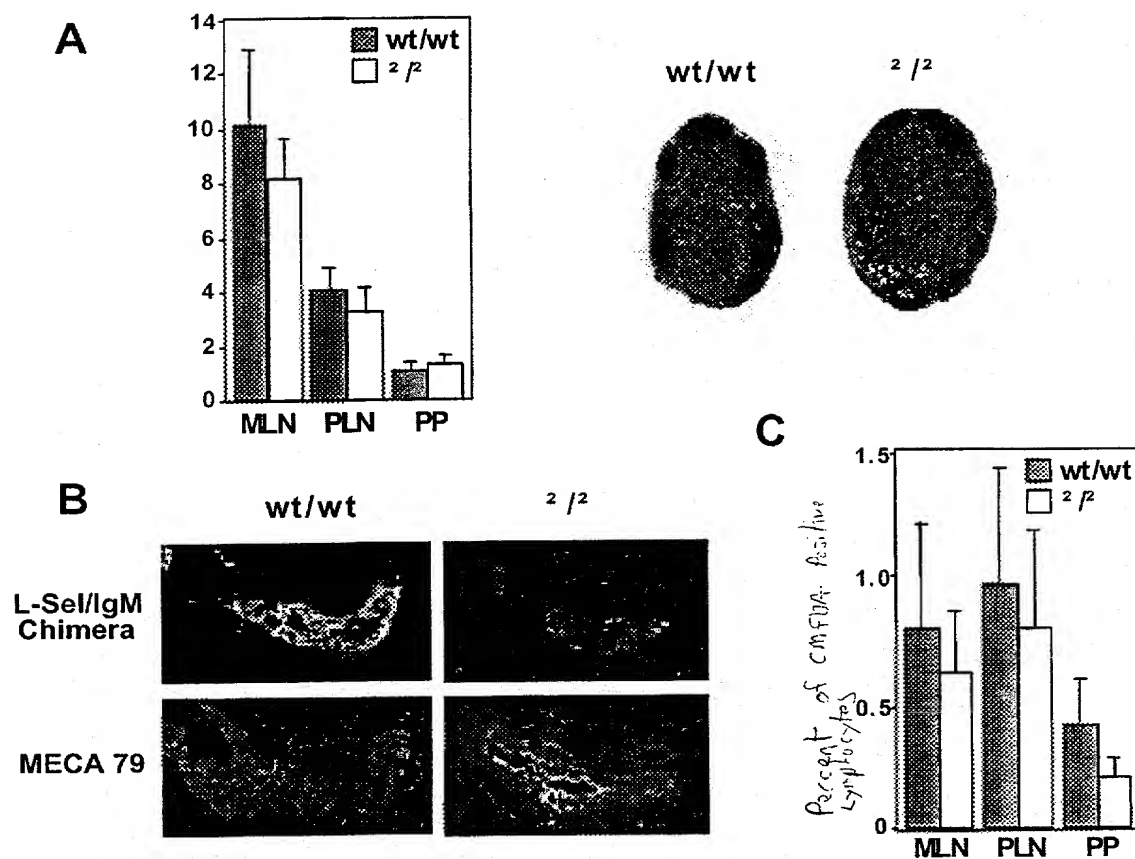 A
14
12
10
8
6
4
2
0
wt/wt
²/²
MLN PLN PP
wt/wt ²/²
B
wt/wt ²/²
L-Sel/IgM
Chimera
MECA 79
C
Percent of CMFDA Positive
Lymphocytes
1.5
1.0
0.5
0
wt/wt
²/²
MLN PLN PP